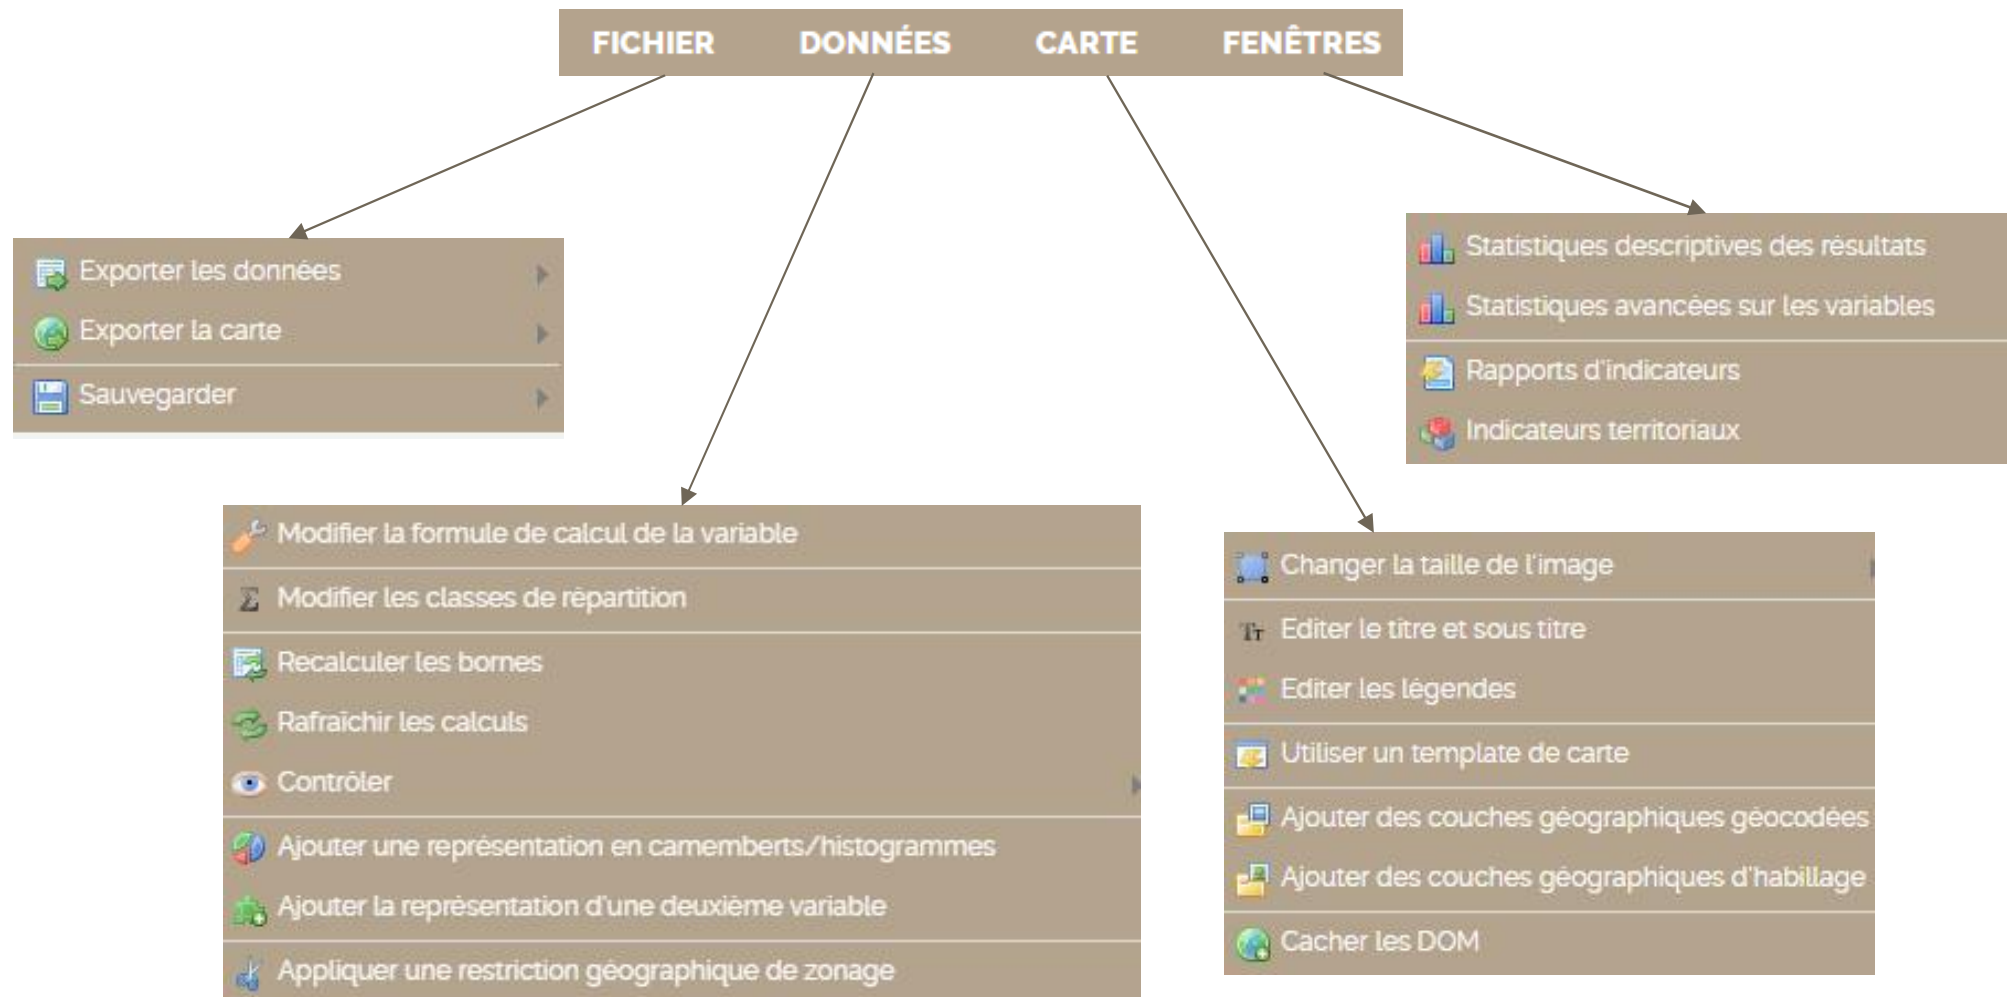 FICHIER DONNÉES CARTE FENÊTRES
Exporter les données
Exporter la carte
Sauvegarder
Modifier la formule de calcul de la variable
Modifier les classes de répartition
Recalculer les bornes
Rafraîchir les calculs
Contrôler
Ajouter une représentation en camemberts/histogrammes
Ajouter la représentation d'une deuxième variable
Appliquer une restriction géographique de zonage
Changer la taille de l'image
Editer le titre et sous titre
Editer les légendes
Utiliser un template de carte
Ajouter des couches géographiques géocodées
Ajouter des couches géographiques d'habillage
Cacher les DOM
Statistiques descriptives des résultats
Statistiques avancées sur les variables
Rapports d'indicateurs
Indicateurs territoriaux